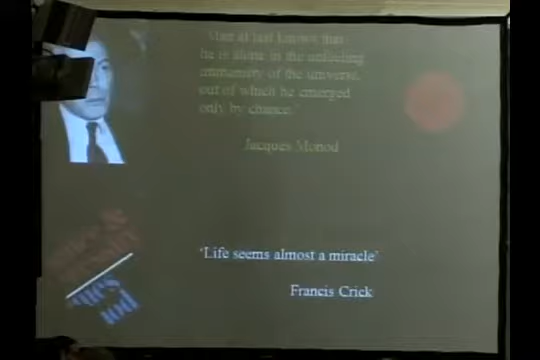 'Man at last knows that
he is alone in the unfeeling
immensity of the universe,
out of which he emerged
only by chance.'
Jacques Monod
'Life seems almost a miracle'
Francis Crick